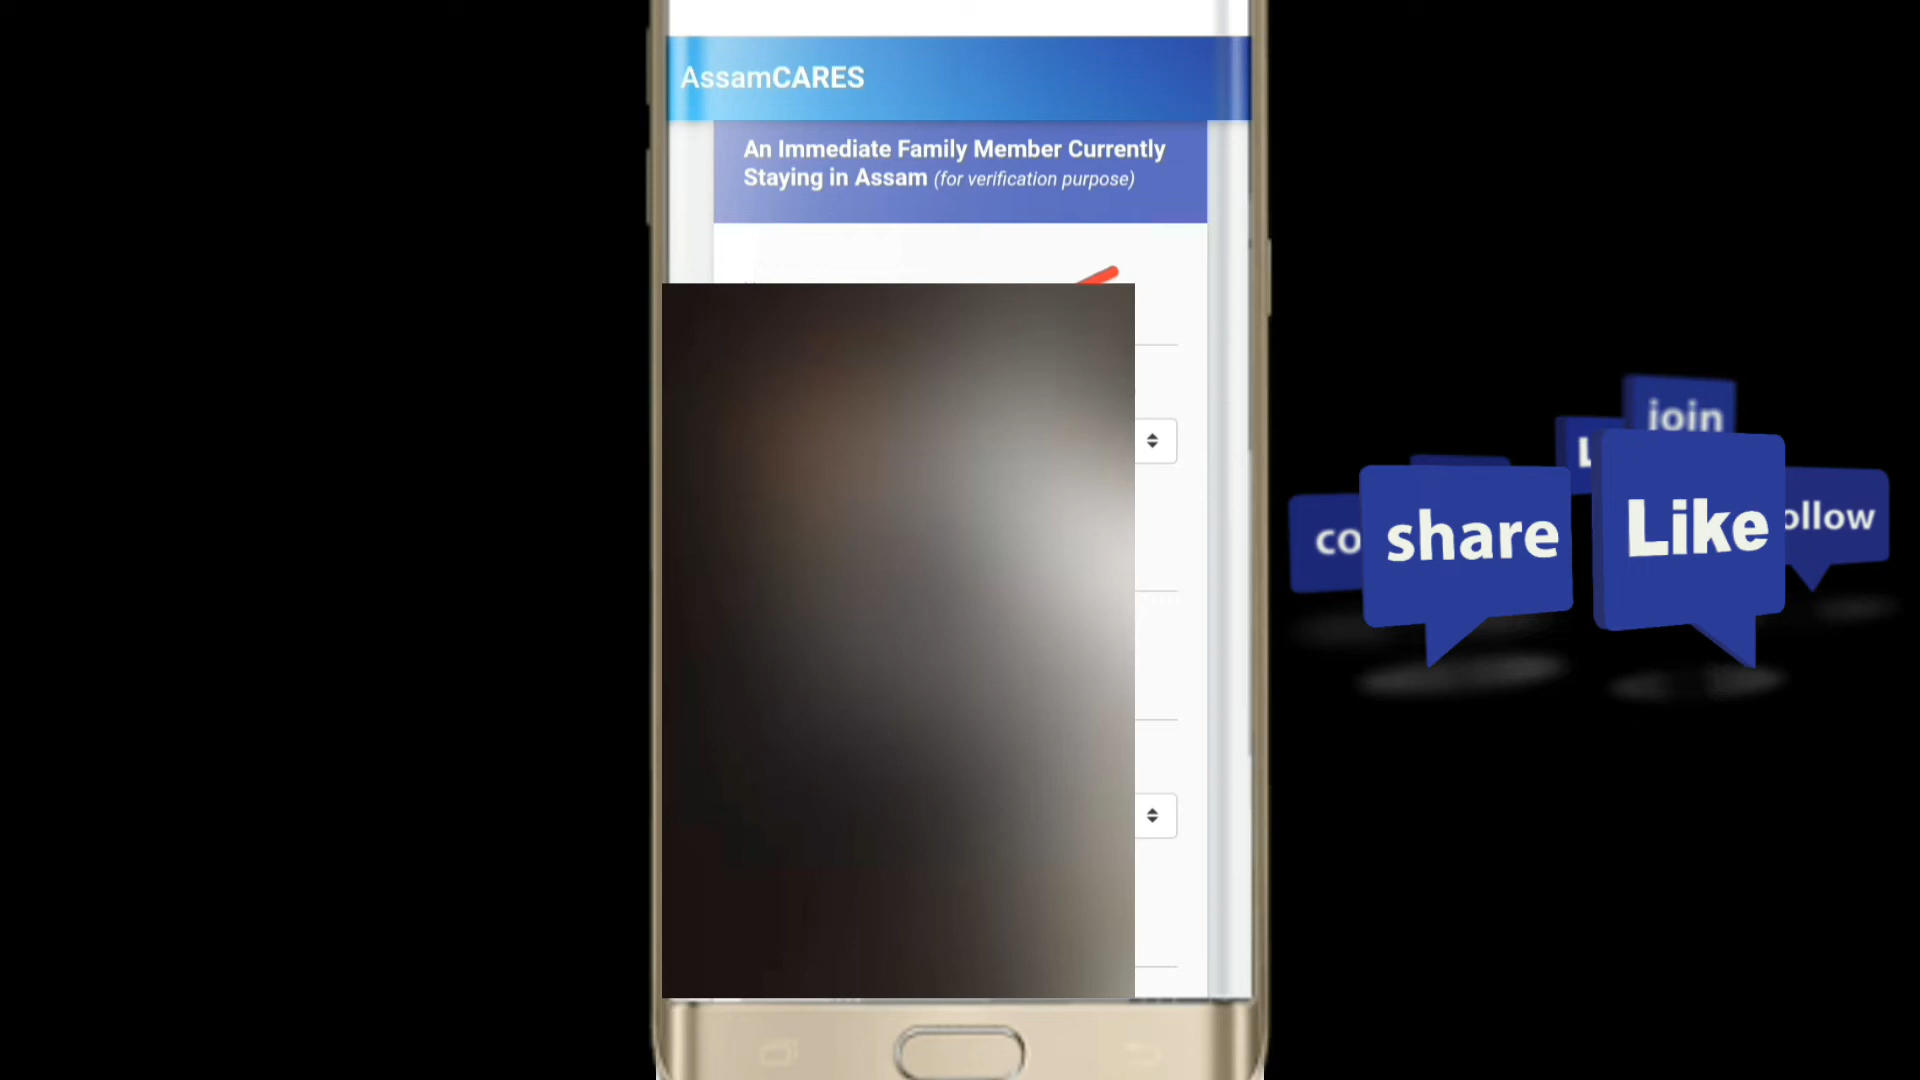 AssamCARES
An Immediate Family Member Currently
Staying in Assam (for verification purpose)
join
L
co
share
Like
ollow